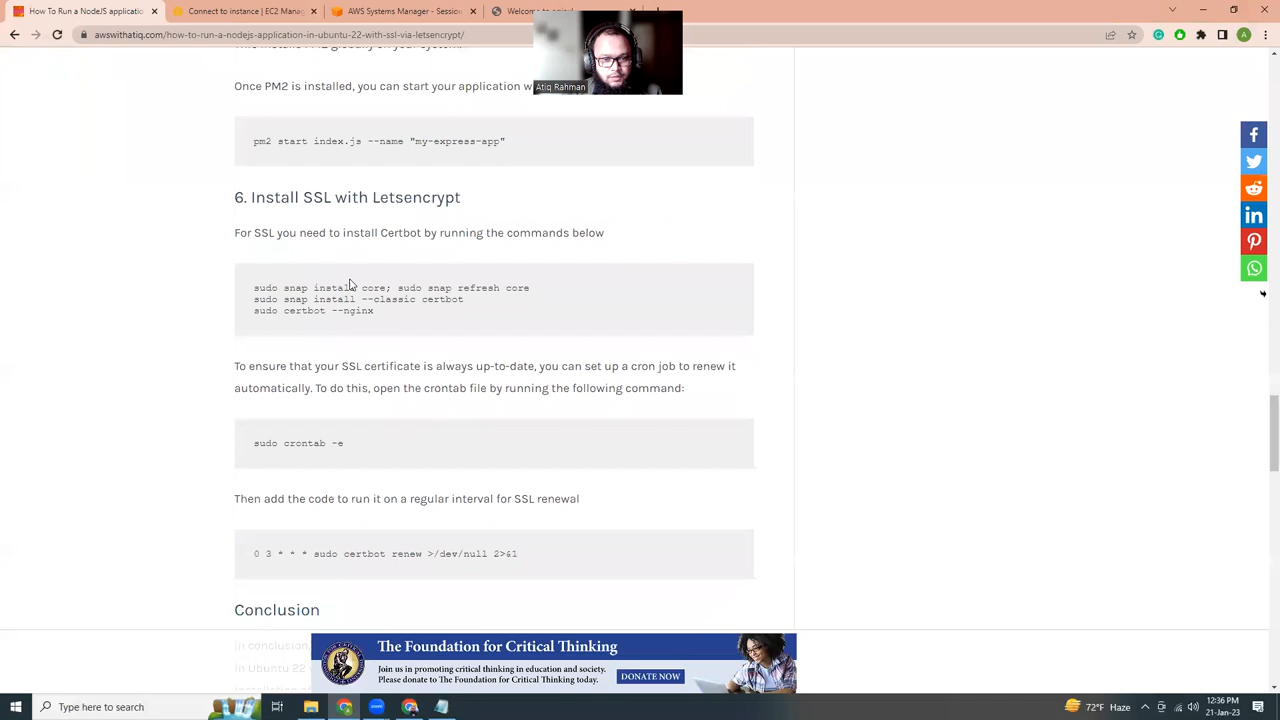 How To Run A NodeJS applicatio
Connect to
Welcome
awswithatiq.com/how-to-run-a-nodejs-application-in-ubuntu-22-with-ssl-via-letsencrypt/
A
Atiq Rahman
Once PM2 is installed, you can start your application w
pm2 start index.js --name "my-express-app"
6. Install SSL with Letsencrypt
For SSL you need to install Certbot by running the commands below
sudo snap install core; sudo snap refresh core
sudo snap install --classic certbot
sudo certbot --nginx
To ensure that your SSL certificate is always up-to-date, you can set up a cron job to renew it
automatically. To do this, open the crontab file by running the following command:
sudo crontab -e
Then add the code to run it on a regular interval for SSL renewal
0 3 * * * sudo certbot renew >/dev/null 2>&1
Conclusion
In conclusion,
in Ubuntu 22
The Foundation for Critical Thinking
Join us in promoting critical thinking in education and society.
Please donate to The Foundation for Critical Thinking today.
DONATE NOW
Type here to search
72°F Haze
12:36 PM
21-Jan-23